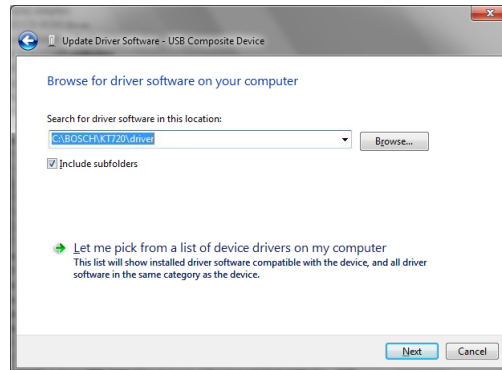 Update Driver Software - USB Composite Device
Browse for driver software on your computer
Search for driver software in this location:
C:\BOSCH\KT720\driver
Browse...
Include subfolders
Let me pick from a list of device drivers on my computer
This list will show installed driver software compatible with the device, and all driver
software in the same category as the device.
Next
Cancel